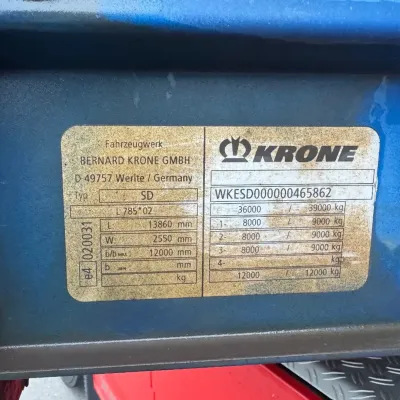 Fahrzeugwerk
BERNARD KRONE GMBH
D 49757 Werlte / Germany
Typ SD
L 785*02
L 13860 mm
W 2550 mm
b/b MAX. 12000 mm
b mm
kg
e4 020031
KRONE
WKESD000000465862
36000 / 39000 kg
1- 8000 / 9000 kg
2- 8000 / 9000 kg
3- 8000 / 9000 kg
4- kg
12000 / 12000 kg